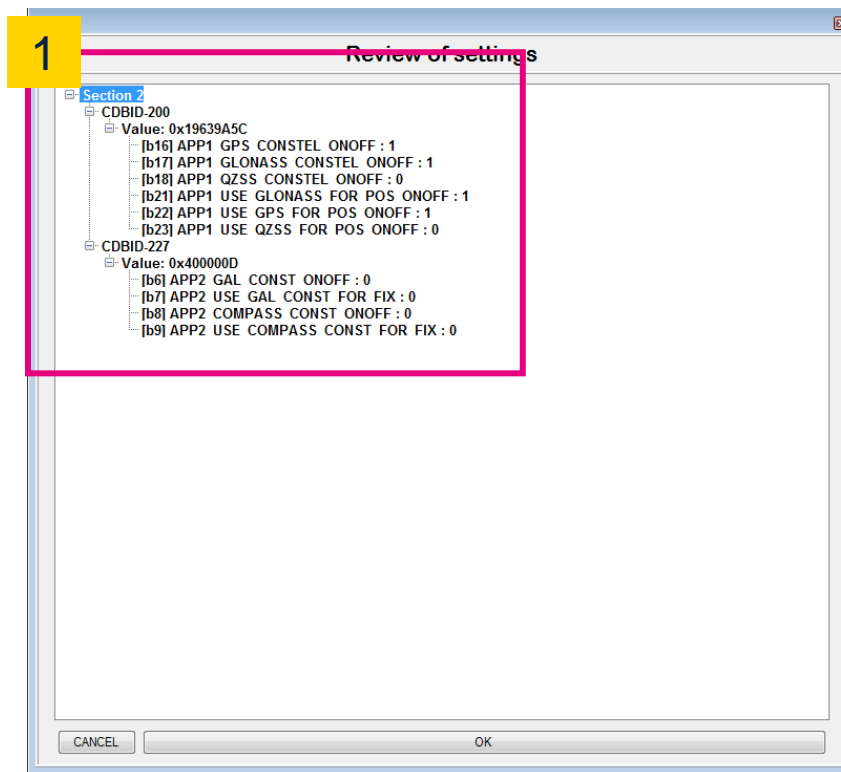 1
Review of settings
Section 2
CDBID-200
Value: 0x19639A5C
[b16] APP1 GPS CONSTEL ONOFF : 1
[b17] APP1 GLONASS CONSTEL ONOFF : 1
[b18] APP1 QZSS CONSTEL ONOFF : 0
[b21] APP1 USE GLONASS FOR POS ONOFF : 1
[b22] APP1 USE GPS FOR POS ONOFF : 1
[b23] APP1 USE QZSS FOR POS ONOFF : 0
CDBID-227
Value: 0x400000D
[b6] APP2 GAL CONST ONOFF : 0
[b7] APP2 USE GAL CONST FOR FIX : 0
[b8] APP2 COMPASS CONST ONOFF : 0
[b9] APP2 USE COMPASS CONST FOR FIX : 0
CANCEL OK